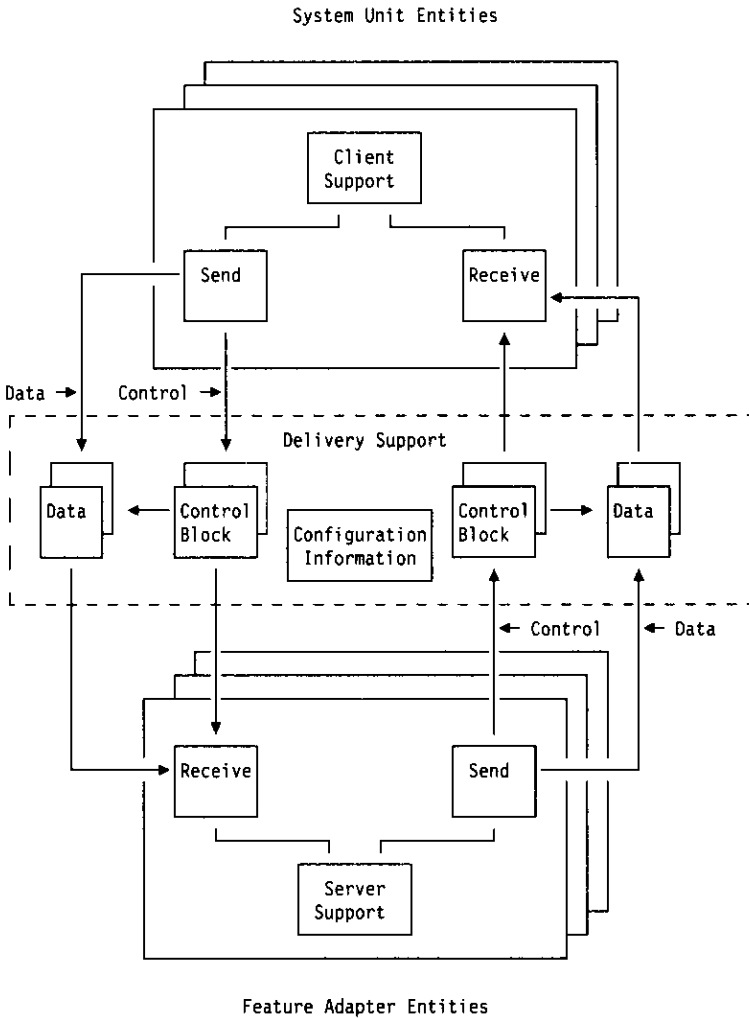 System Unit Entities
Client
Support
Send
Receive
Data →
Control →
Delivery Support
Data
Control
Block
Configuration
Information
Control
Block
Data
← Control
← Data
Receive
Send
Server
Support
Feature Adapter Entities